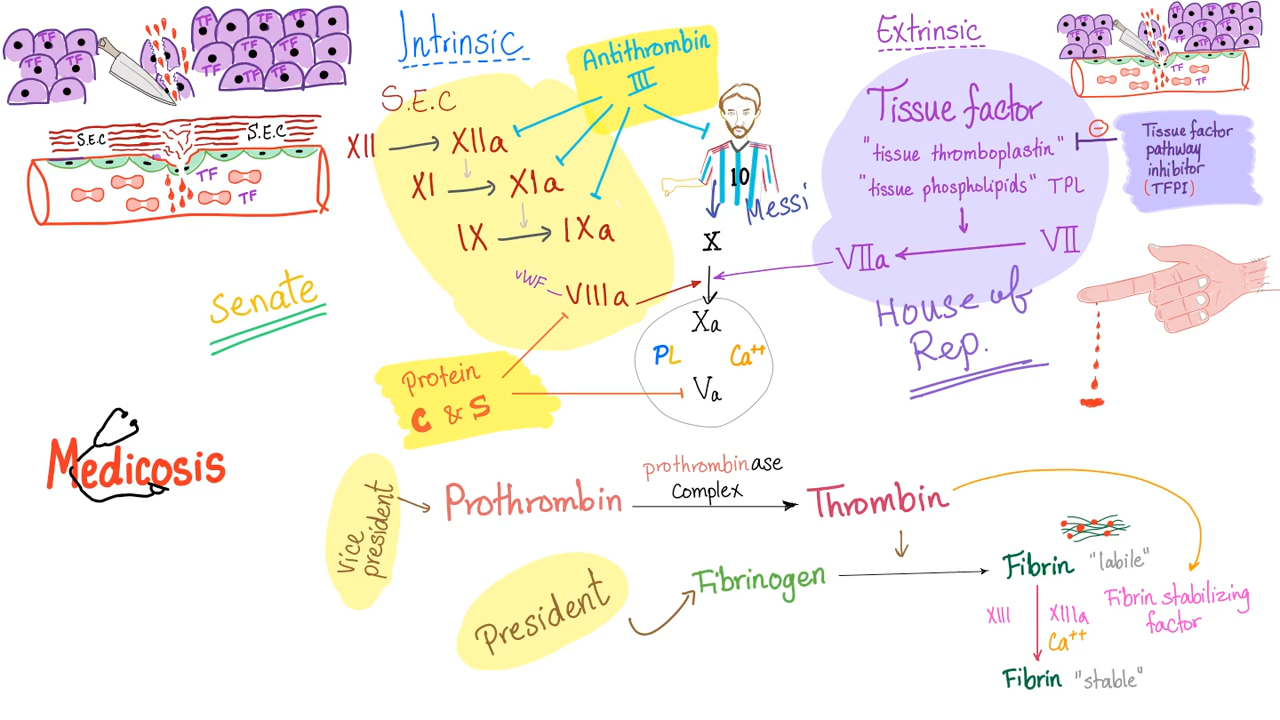 TF TF TF
TF TF
TF TF
S.E.C S.E.C
TF
TF
Intrinsic
S.E.C
XII XIIa
XI XIa
IX IXa
vWF VIIIa
Antithrombin
III
10
Messi
X
Xa
PL Ca++
Va
Extrinsic
Tissue factor
"tissue thromboplastin"
"tissue phospholipids" TPL
VIIa VII
House of
Rep.
TF
TF
Tissue factor
pathway
inhibitor
(TFPI)
Senate
Protein
C & S
Medicosis
vice
president
Prothrombin
prothrombinase
complex
Thrombin
President
Fibrinogen
Fibrin "labile"
XIII XIIIa
Ca++
Fibrin stabilizing
factor
Fibrin "stable"